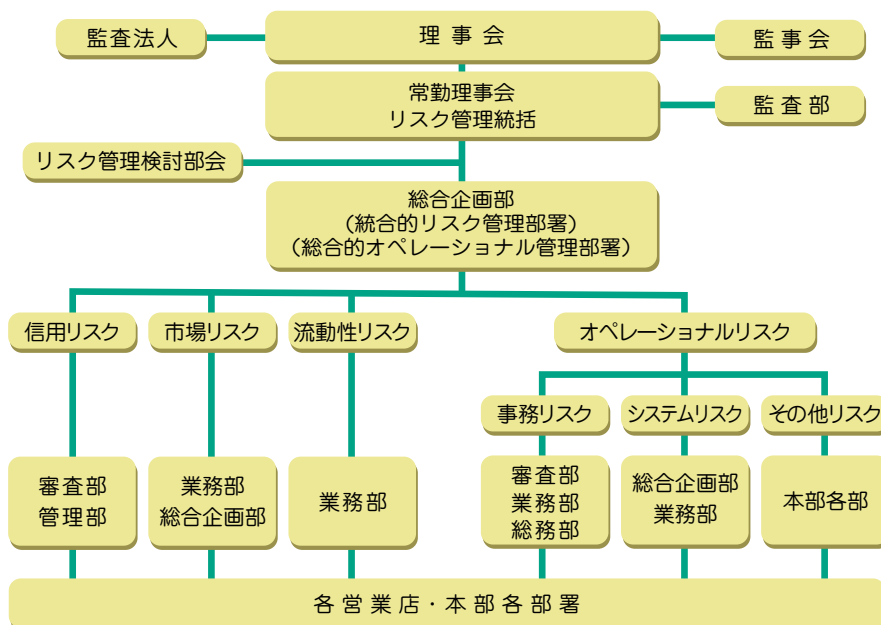 監査法人
理事会
監事会
常勤理事会
リスク管理統括
監査部
リスク管理検討部会
総合企画部
(統合的リスク管理部署)
(総合的オペレーショナル管理部署)
信用リスク
市場リスク
流動性リスク
オペレーショナルリスク
事務リスク
システムリスク
その他リスク
審査部
管理部
業務部
総合企画部
業務部
審査部
業務部
総務部
総合企画部
業務部
本部各部
各営業店・本部各部署